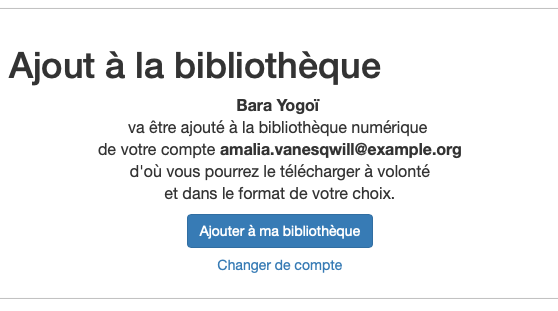 Ajout à la bibliothèque
Bara Yogoï
va être ajouté à la bibliothèque numérique
de votre compte amalia.vanesqwill@example.org
d'où vous pourrez le télécharger à volonté
et dans le format de votre choix.
Ajouter à ma bibliothèque
Changer de compte